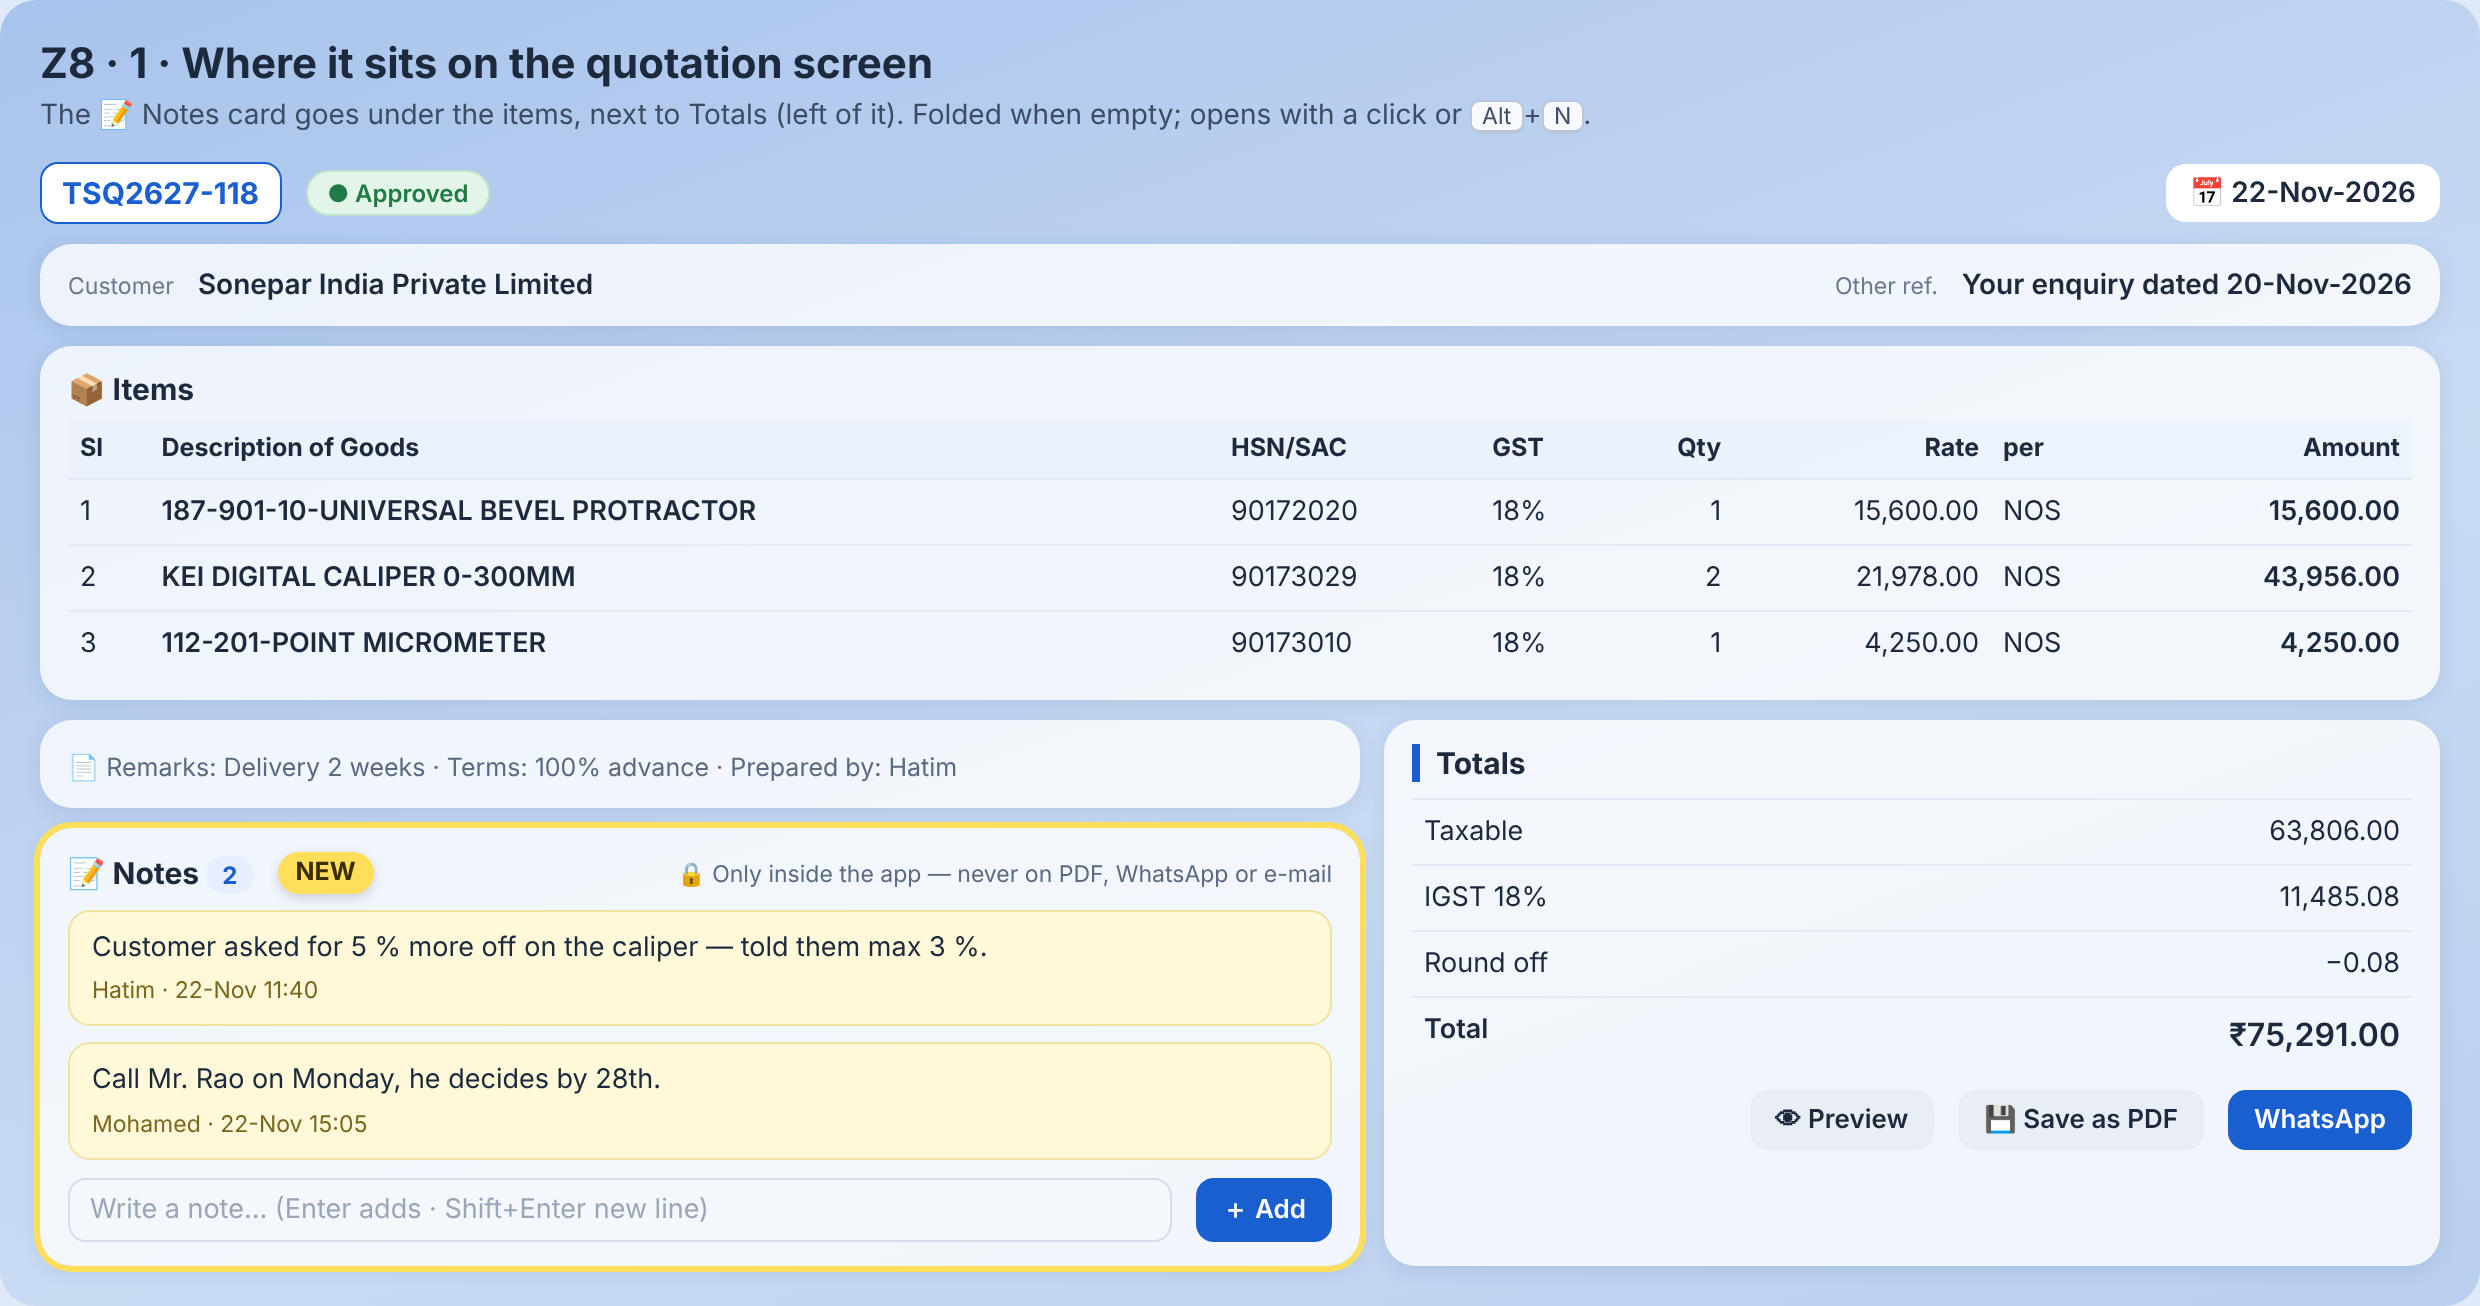 Z8 · 1 · Where it sits on the quotation screen
The 📝 Notes card goes under the items, next to Totals (left of it). Folded when empty; opens with a click or Alt + N.
TSQ2627-118 ● Approved 📅 22-Nov-2026
Customer Sonepar India Private Limited Other ref. Your enquiry dated 20-Nov-2026
📦 Items
Sl Description of Goods HSN/SAC GST Qty Rate per Amount
1 187-901-10-UNIVERSAL BEVEL PROTRACTOR 90172020 18% 1 15,600.00 NOS 15,600.00
2 KEI DIGITAL CALIPER 0-300MM 90173029 18% 2 21,978.00 NOS 43,956.00
3 112-201-POINT MICROMETER 90173010 18% 1 4,250.00 NOS 4,250.00
📄 Remarks: Delivery 2 weeks · Terms: 100% advance · Prepared by: Hatim
📝 Notes 2 NEW 🔒 Only inside the app — never on PDF, WhatsApp or e-mail
Customer asked for 5 % more off on the caliper — told them max 3 %.
Hatim · 22-Nov 11:40
Call Mr. Rao on Monday, he decides by 28th.
Mohamed · 22-Nov 15:05
Write a note... (Enter adds · Shift+Enter new line) + Add
Totals
Taxable 63,806.00
IGST 18% 11,485.08
Round off −0.08
Total ₹75,291.00
👁 Preview 💾 Save as PDF WhatsApp